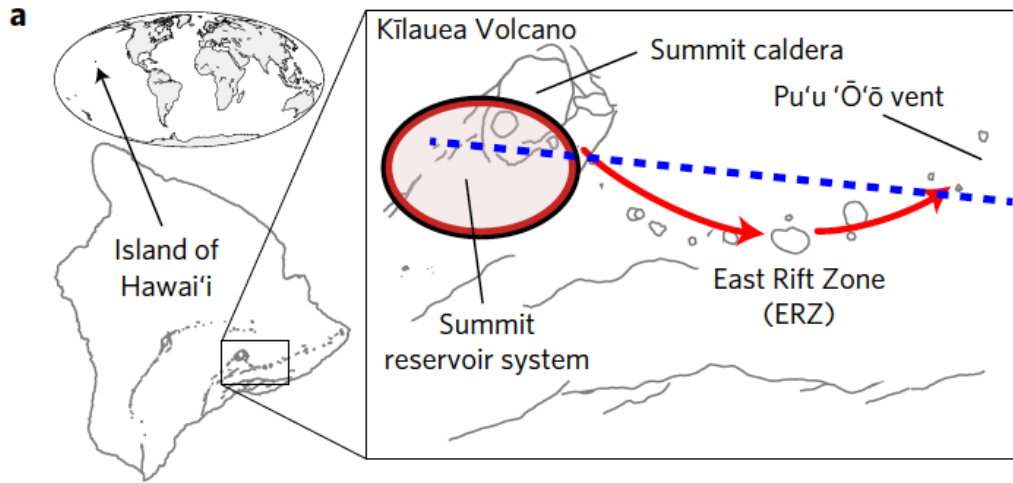 a
Kīlauea Volcano
Summit caldera
Puʻu ʻŌʻō vent
Island of
Hawaiʻi
East Rift Zone
(ERZ)
Summit
reservoir system